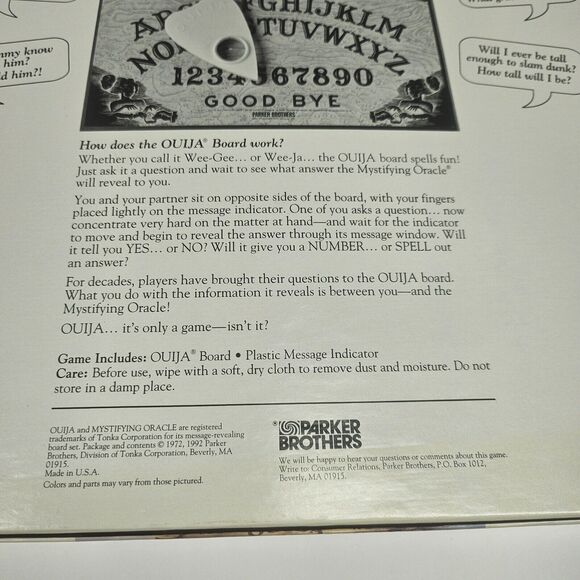 mmy know
him?
d him?!
Will I ever be tall
enough to slam dunk?
How tall will I be?
GHIJKLM
NO TUVWXYZ
1234567890
GOOD BYE
PARKER BROTHERS
How does the OUIJA® Board work?
Whether you call it Wee-Gee... or Wee-Ja... the OUIJA board spells fun!
Just ask it a question and wait to see what answer the Mystifying Oracle®
will reveal to you.
You and your partner sit on opposite sides of the board, with your fingers
placed lightly on the message indicator. One of you asks a question... now
concentrate very hard on the matter at hand—and wait for the indicator
to move and begin to reveal the answer through its message window. Will
it tell you YES... or NO? Will it give you a NUMBER... or SPELL out
an answer?
For decades, players have brought their questions to the OUIJA board.
What you do with the information it reveals is between you—and the
Mystifying Oracle!
OUIJA... it's only a game—isn't it?
Game Includes: OUIJA® Board • Plastic Message Indicator
Care: Before use, wipe with a soft, dry cloth to remove dust and moisture. Do not
store in a damp place.
OUIJA and MYSTIFYING ORACLE are registered
trademarks of Tonka Corporation for its message-revealing
board set. Package and contents © 1972, 1992 Parker
Brothers, Division of Tonka Corporation, Beverly, MA
01915.
Made in U.S.A.
Colors and parts may vary from those pictured.
® PARKER
BROTHERS
We will be happy to hear your questions or comments about this game.
Write to: Consumer Relations, Parker Brothers, P.O. Box 1012,
Beverly, MA 01915.